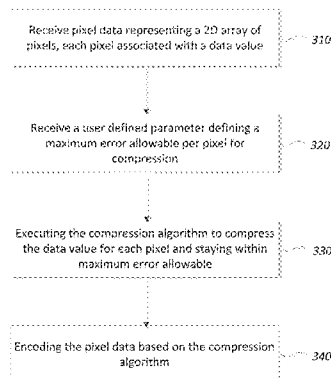 Receive pixel data representing a 2D array of
pixels, each pixel associated with a data value
310
Receive a user defined parameter defining a
maximum error allowable per pixel for
compression
320
Executing the compression algorithm to compress
the data value for each pixel and staying within
maximum error allowable
330
Encoding the pixel data based on the compression
algorithm
340